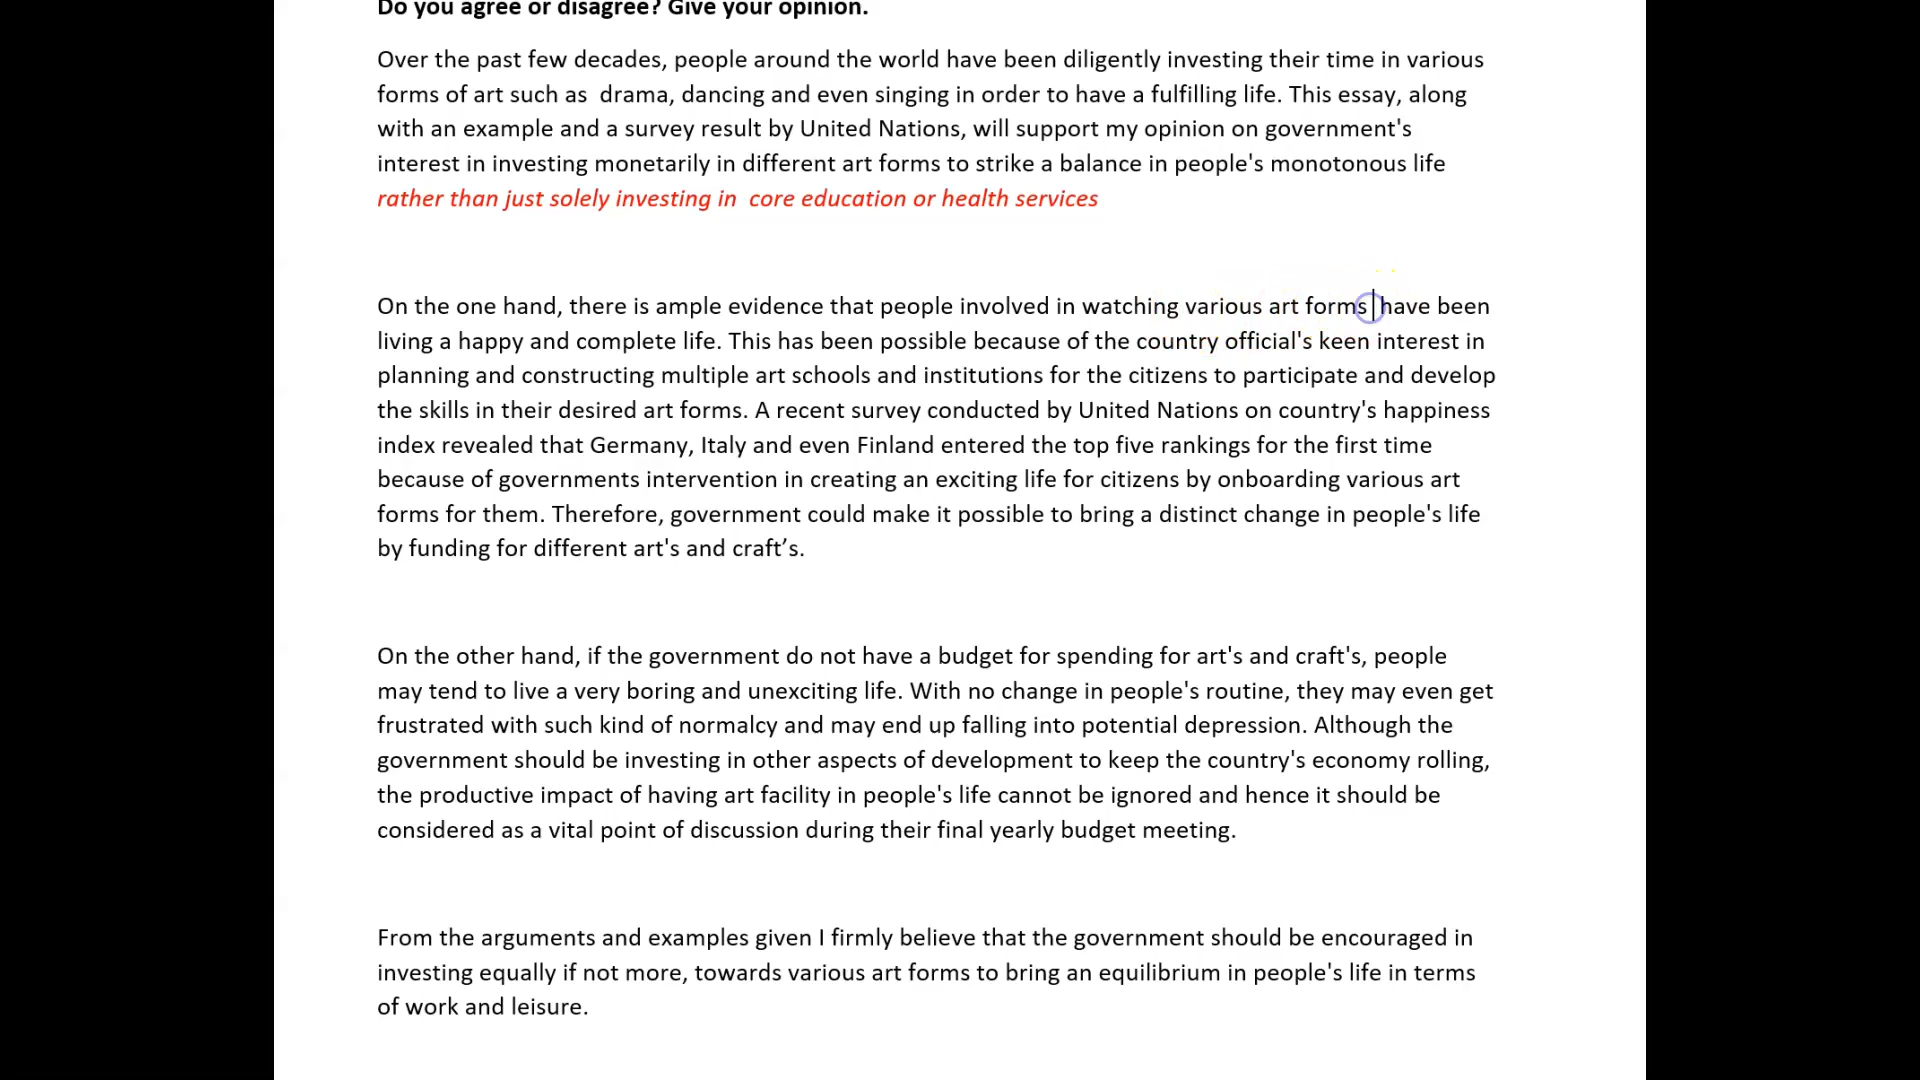 Do you agree or disagree? Give your opinion.
Over the past few decades, people around the world have been diligently investing their time in various
forms of art such as  drama, dancing and even singing in order to have a fulfilling life. This essay, along
with an example and a survey result by United Nations, will support my opinion on government's
interest in investing monetarily in different art forms to strike a balance in people's monotonous life
rather than just solely investing in  core education or health services
On the one hand, there is ample evidence that people involved in watching various art forms have been
living a happy and complete life. This has been possible because of the country official's keen interest in
planning and constructing multiple art schools and institutions for the citizens to participate and develop
the skills in their desired art forms. A recent survey conducted by United Nations on country's happiness
index revealed that Germany, Italy and even Finland entered the top five rankings for the first time
because of governments intervention in creating an exciting life for citizens by onboarding various art
forms for them. Therefore, government could make it possible to bring a distinct change in people's life
by funding for different art's and craft’s.
On the other hand, if the government do not have a budget for spending for art's and craft's, people
may tend to live a very boring and unexciting life. With no change in people's routine, they may even get
frustrated with such kind of normalcy and may end up falling into potential depression. Although the
government should be investing in other aspects of development to keep the country's economy rolling,
the productive impact of having art facility in people's life cannot be ignored and hence it should be
considered as a vital point of discussion during their final yearly budget meeting.
From the arguments and examples given I firmly believe that the government should be encouraged in
investing equally if not more, towards various art forms to bring an equilibrium in people's life in terms
of work and leisure.